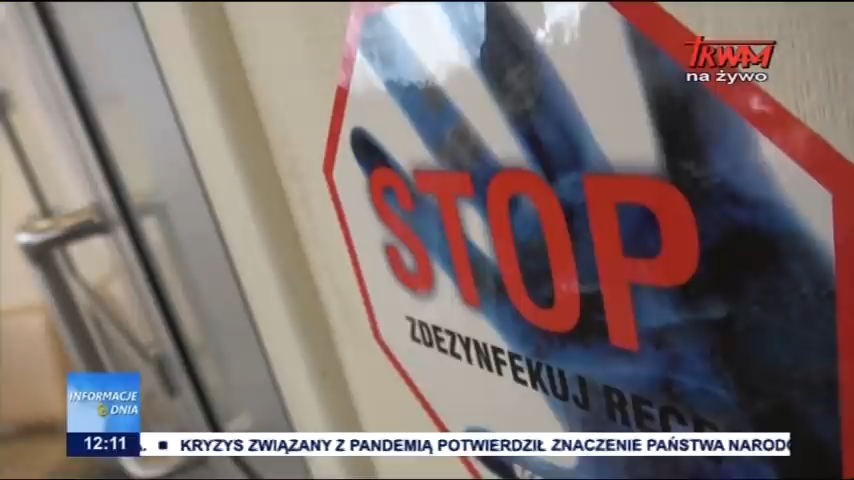 TRWAM
na żywo
STOP
ZDEZYNFEKUJ
INFORMACJE
DNIA
12:11 ■ KRYZYS ZWIĄZANY Z PANDEMIĄ POTWIERDZIŁ ZNACZENIE PAŃSTWA